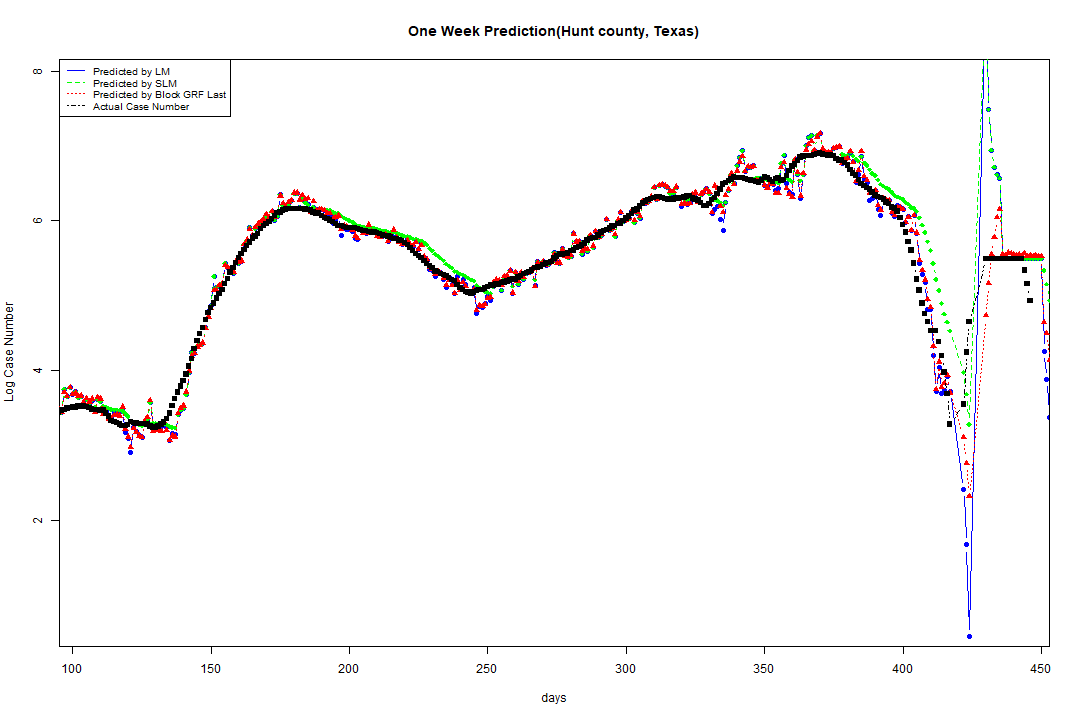 One Week Prediction(Hunt county, Texas)
Predicted by LM
Predicted by SLM
Predicted by Block GRF Last
Actual Case Number
8
6
4
2
Log Case Number
100 150 200 250 300 350 400 450
days